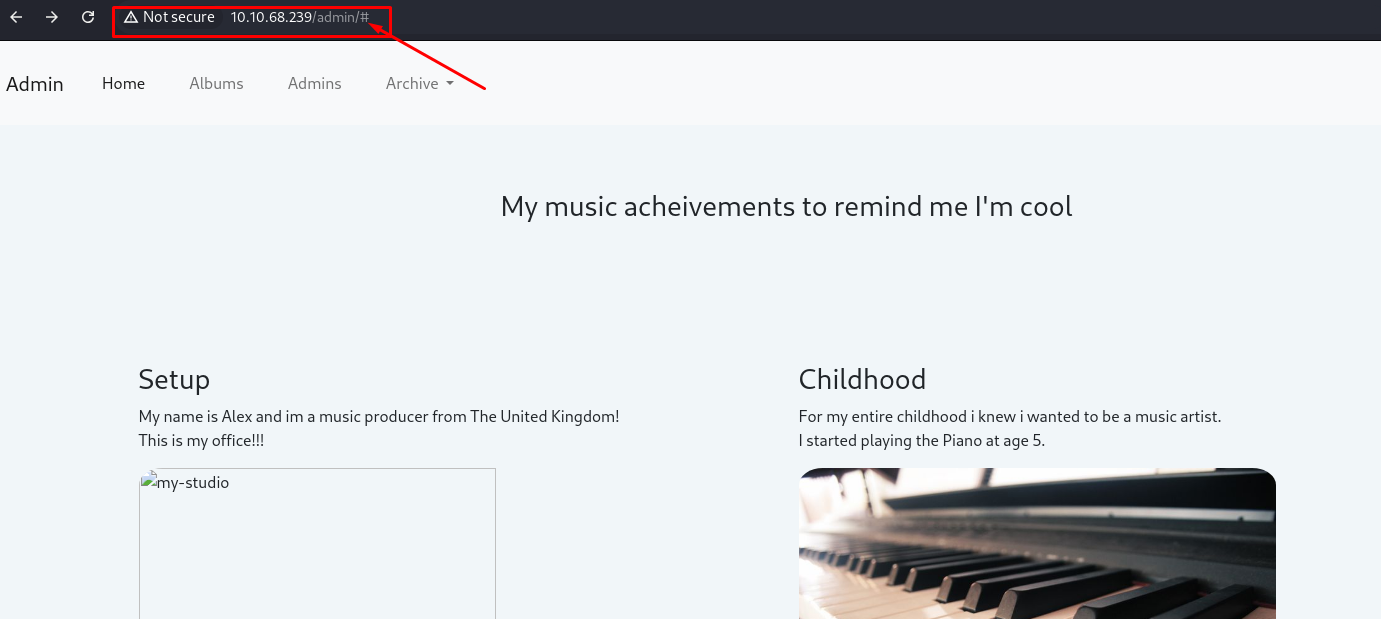 Not secure 10.10.68.239/admin/#
Admin Home Albums Admins Archive
My music acheivements to remind me I'm cool
Setup
My name is Alex and im a music producer from The United Kingdom!
This is my office!!!
my-studio
Childhood
For my entire childhood i knew i wanted to be a music artist.
I started playing the Piano at age 5.